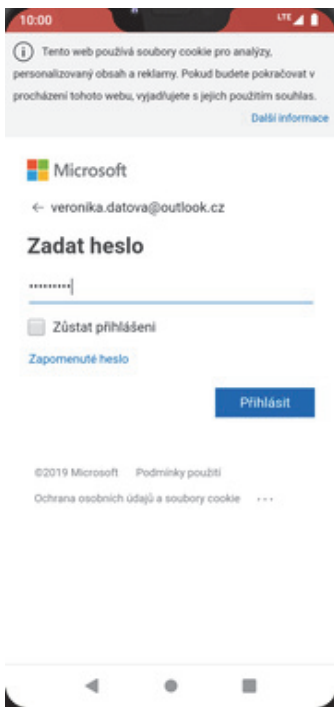 10:00
LTE
Tento web používá soubory cookie pro analýzy,
personalizovaný obsah a reklamy. Pokud budete pokračovat v
procházení tohoto webu, vyjadřujete s jejich použitím souhlas.
Další informace
Microsoft
← veronika.datova@outlook.cz
Zadat heslo
•••••••••
Zůstat přihlášeni
Zapomenuté heslo
Přihlásit
©2019 Microsoft Podmínky použití
Ochrana osobních údajů a soubory cookie ...